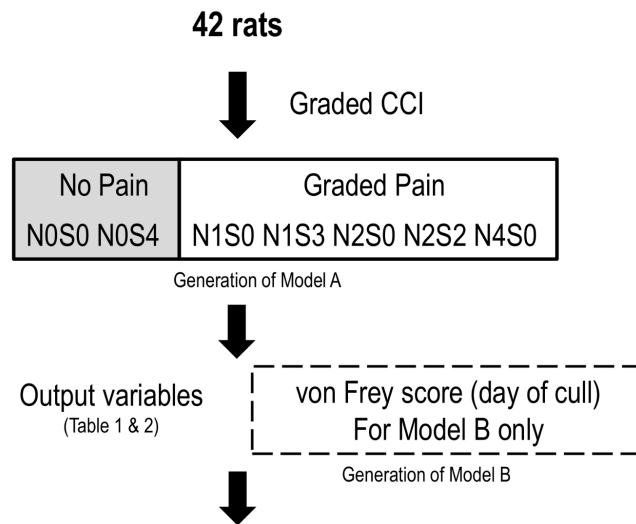 42 rats
Graded CCI
No Pain
Graded Pain
N0S0 N0S4
N1S0 N1S3 N2S0 N2S2 N4S0
Generation of Model A
Output variables
(Table 1 & 2)
von Frey score (day of cull)
For Model B only
Generation of Model B